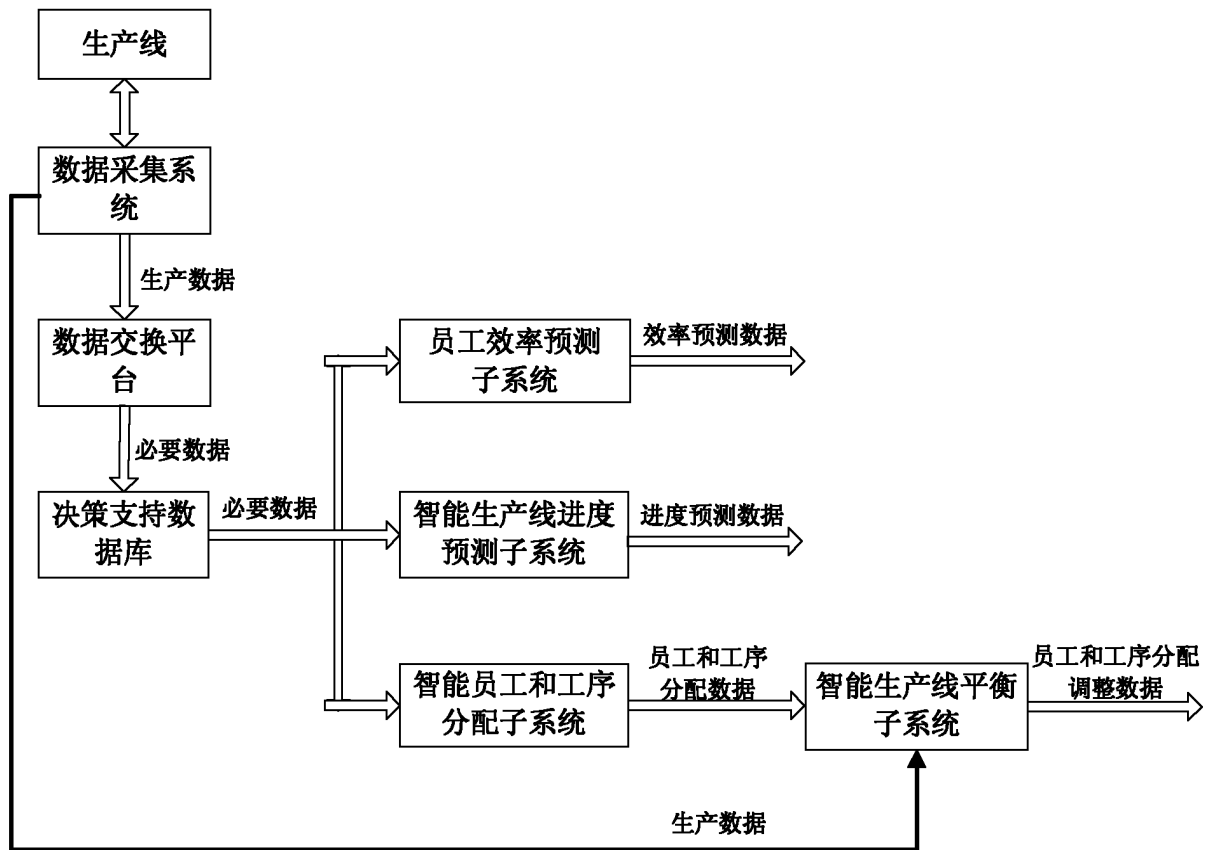 生产线
数据采集系
统
生产数据
数据交换平
台
员工效率预测
子系统
效率预测数据
必要数据
决策支持数
据库
必要数据
智能生产线进度
预测子系统
进度预测数据
智能员工和工序
分配子系统
员工和工序
分配数据
智能生产线平衡
子系统
员工和工序分配
调整数据
生产数据